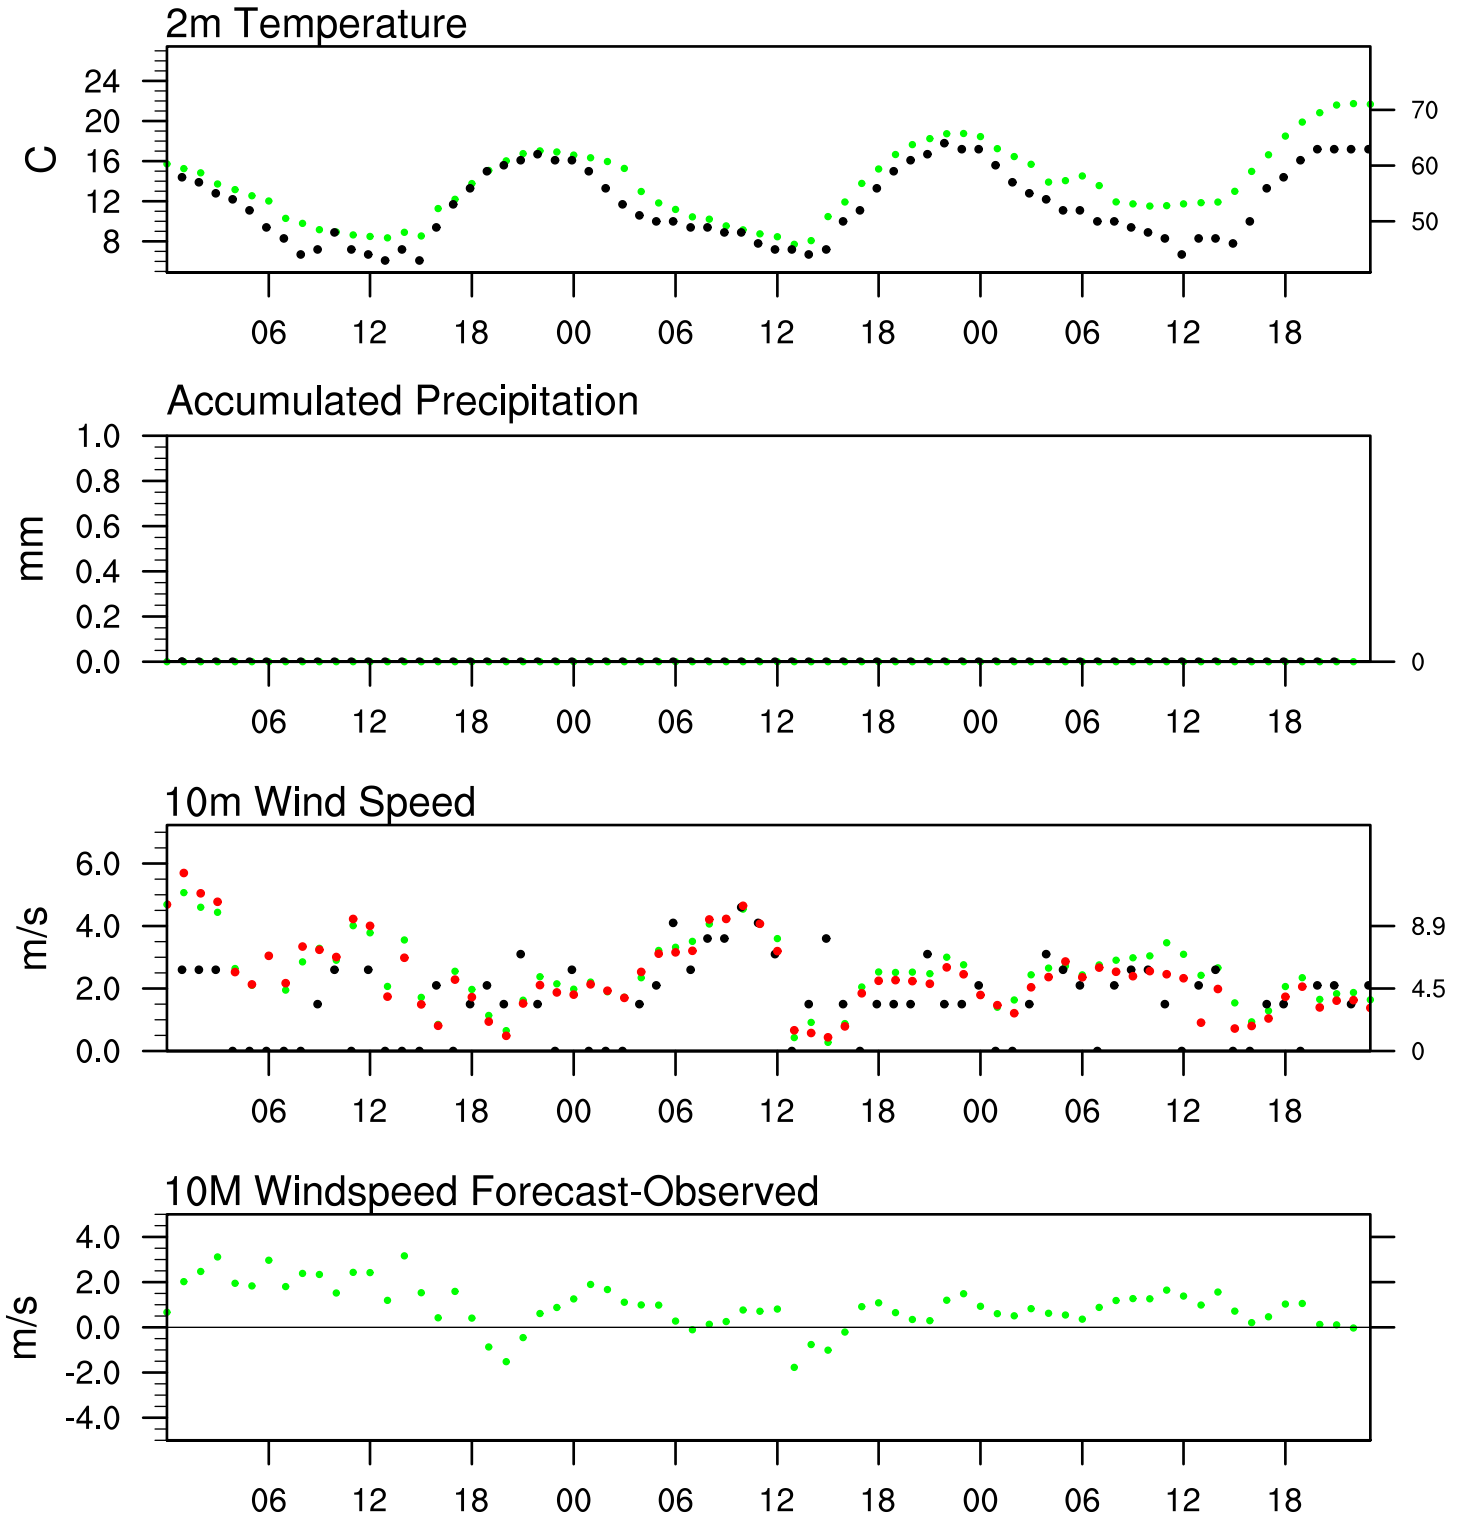 2m Temperature
24
20
16
12
8
C
70
60
50
06 12 18 00 06 12 18 00 06 12 18
Accumulated Precipitation
1.0
0.8
0.6
0.4
0.2
0.0
mm
0
06 12 18 00 06 12 18 00 06 12 18
10m Wind Speed
6.0
4.0
2.0
0.0
m/s
8.9
4.5
0
06 12 18 00 06 12 18 00 06 12 18
10M Windspeed Forecast-Observed
4.0
2.0
0.0
-2.0
-4.0
m/s
06 12 18 00 06 12 18 00 06 12 18